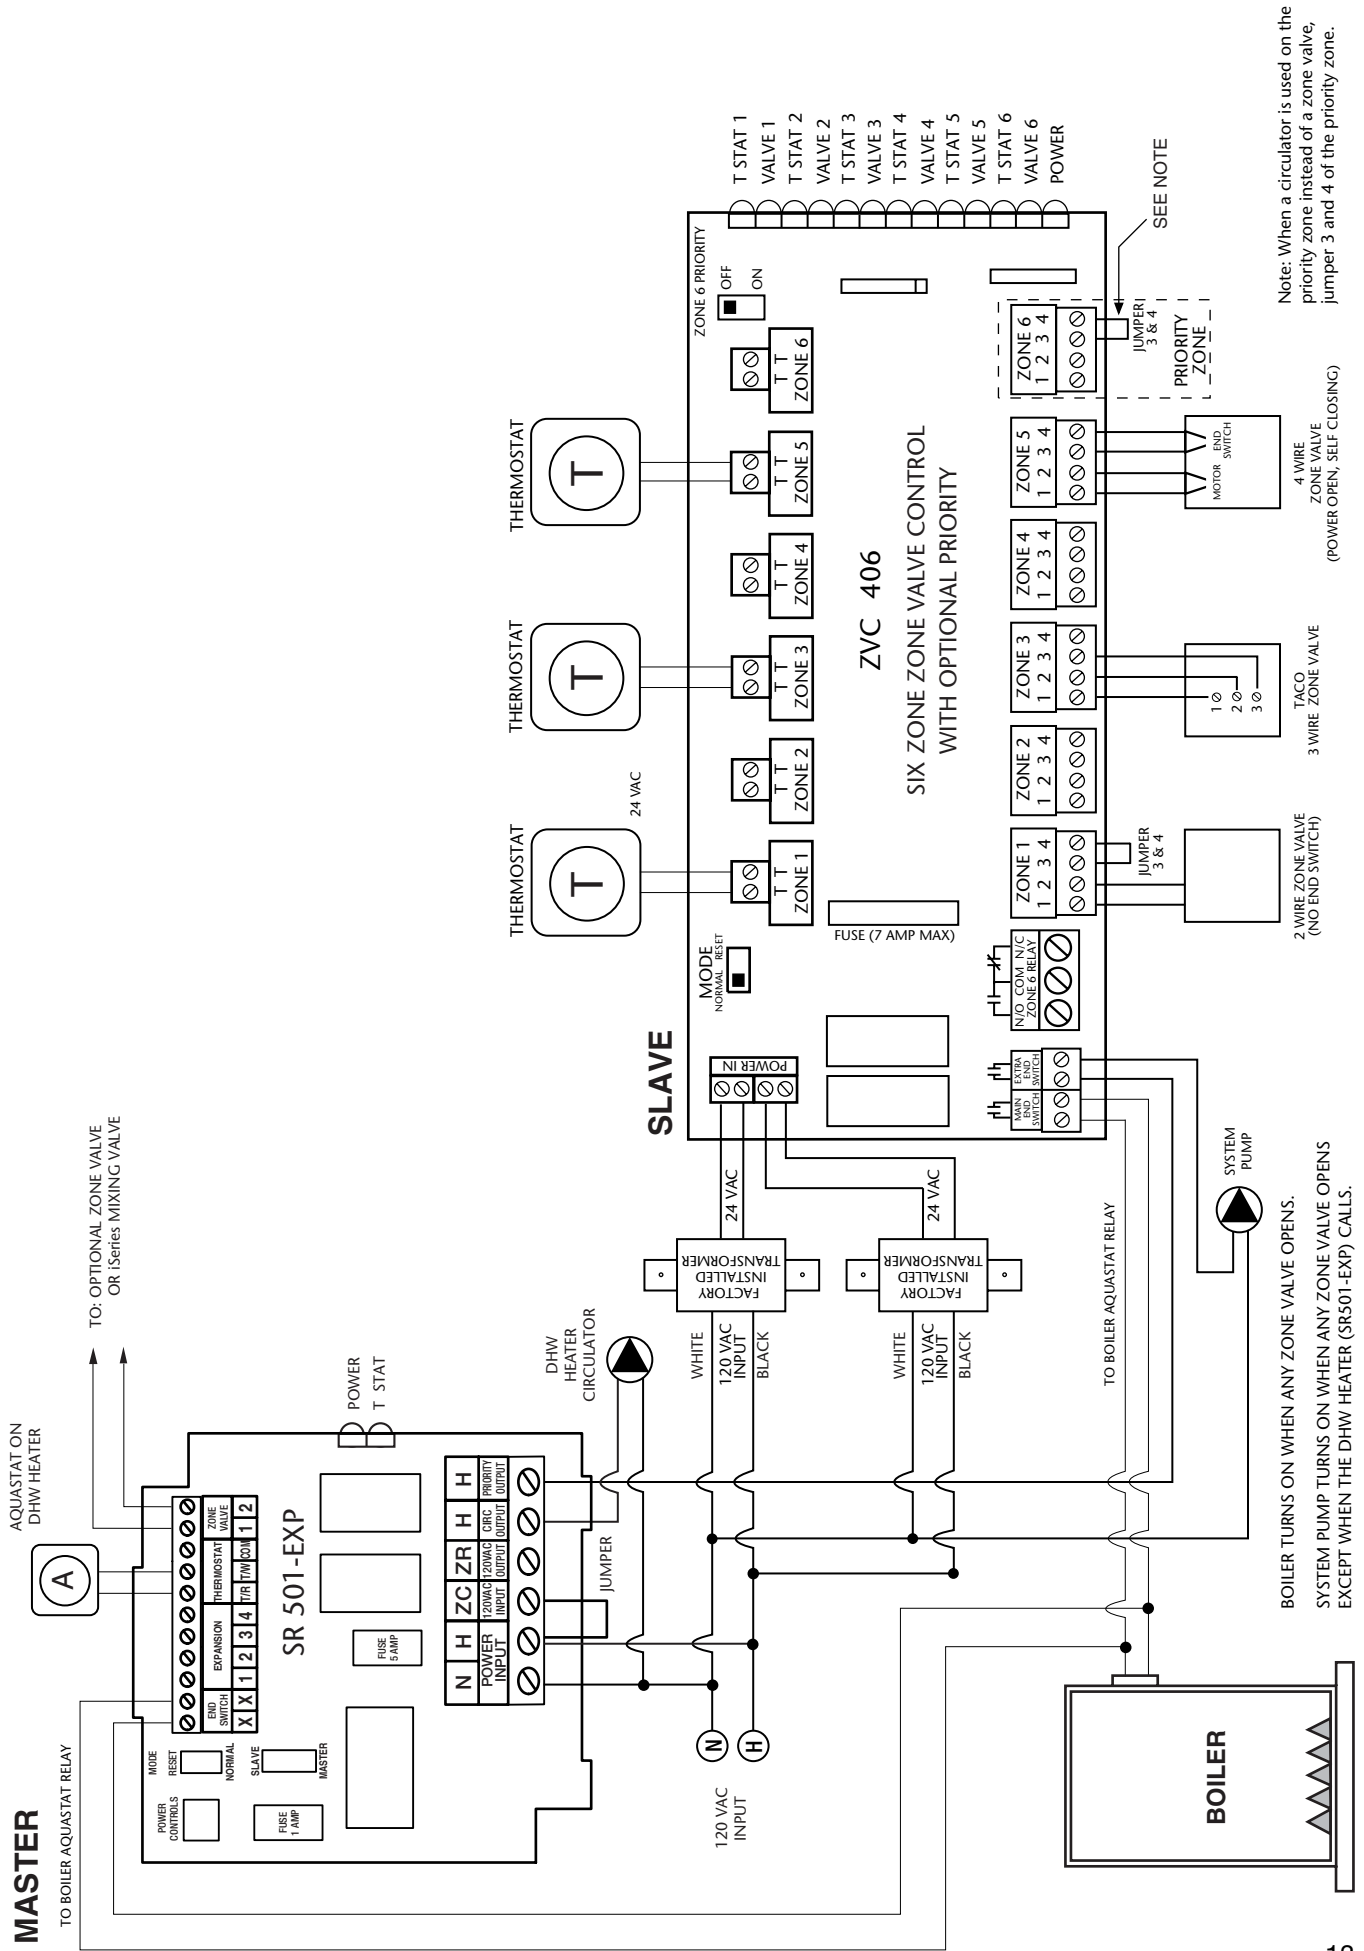 MASTER
TO BOILER AQUASTAT RELAY
AQUASTAT ON
DHW HEATER
A
TO: OPTIONAL ZONE VALVE
OR iSeries MIXING VALVE
POWER
CONTROLS
MODE
RESET
NORMAL
SLAVE
MASTER
FUSE
1 AMP
END
SWITCH
X X
EXPANSION
1 2 3 4
THERMOSTAT
T/R T/W COM
ZONE
VALVE
1 2
SR 501-EXP
FUSE
5 AMP
POWER
T STAT
N H ZC ZR H H
POWER
INPUT
120VAC
INPUT
120VAC
OUTPUT
CIRC
OUTPUT
PRIORITY
OUTPUT
JUMPER
DHW
HEATER
CIRCULATOR
N
H
120 VAC
INPUT
WHITE
120 VAC
INPUT
BLACK
FACTORY
INSTALLED
TRANSFORMER
24 VAC
WHITE
120 VAC
INPUT
BLACK
FACTORY
INSTALLED
TRANSFORMER
24 VAC
SLAVE
POWER IN
MODE
NORMAL RESET
THERMOSTAT
T
24 VAC
THERMOSTAT
T
THERMOSTAT
T
T T
ZONE 1
T T
ZONE 2
T T
ZONE 3
T T
ZONE 4
T T
ZONE 5
T T
ZONE 6
ZONE 6 PRIORITY
OFF
ON
T STAT 1
VALVE 1
T STAT 2
VALVE 2
T STAT 3
VALVE 3
T STAT 4
VALVE 4
T STAT 5
VALVE 5
T STAT 6
VALVE 6
POWER
FUSE (7 AMP MAX)
ZVC 406
SIX ZONE ZONE VALVE CONTROL
WITH OPTIONAL PRIORITY
MAIN
END
SWITCH
EXTRA
END
SWITCH
N/O COM N/C
ZONE 6 RELAY
ZONE 1
1 2 3 4
ZONE 2
1 2 3 4
ZONE 3
1 2 3 4
ZONE 4
1 2 3 4
ZONE 5
1 2 3 4
ZONE 6
1 2 3 4
JUMPER
3 & 4
JUMPER
3 & 4
PRIORITY
ZONE
SEE NOTE
2 WIRE ZONE VALVE
(NO END SWITCH)
1
2
3
TACO
3 WIRE ZONE VALVE
MOTOR
END
SWITCH
4 WIRE
ZONE VALVE
(POWER OPEN, SELF CLOSING)
Note: When a circulator is used on the
priority zone instead of a zone valve,
jumper 3 and 4 of the priority zone.
TO BOILER AQUASTAT RELAY
SYSTEM
PUMP
BOILER
BOILER TURNS ON WHEN ANY ZONE VALVE OPENS.
SYSTEM PUMP TURNS ON WHEN ANY ZONE VALVE OPENS
EXCEPT WHEN THE DHW HEATER (SR501-EXP) CALLS.